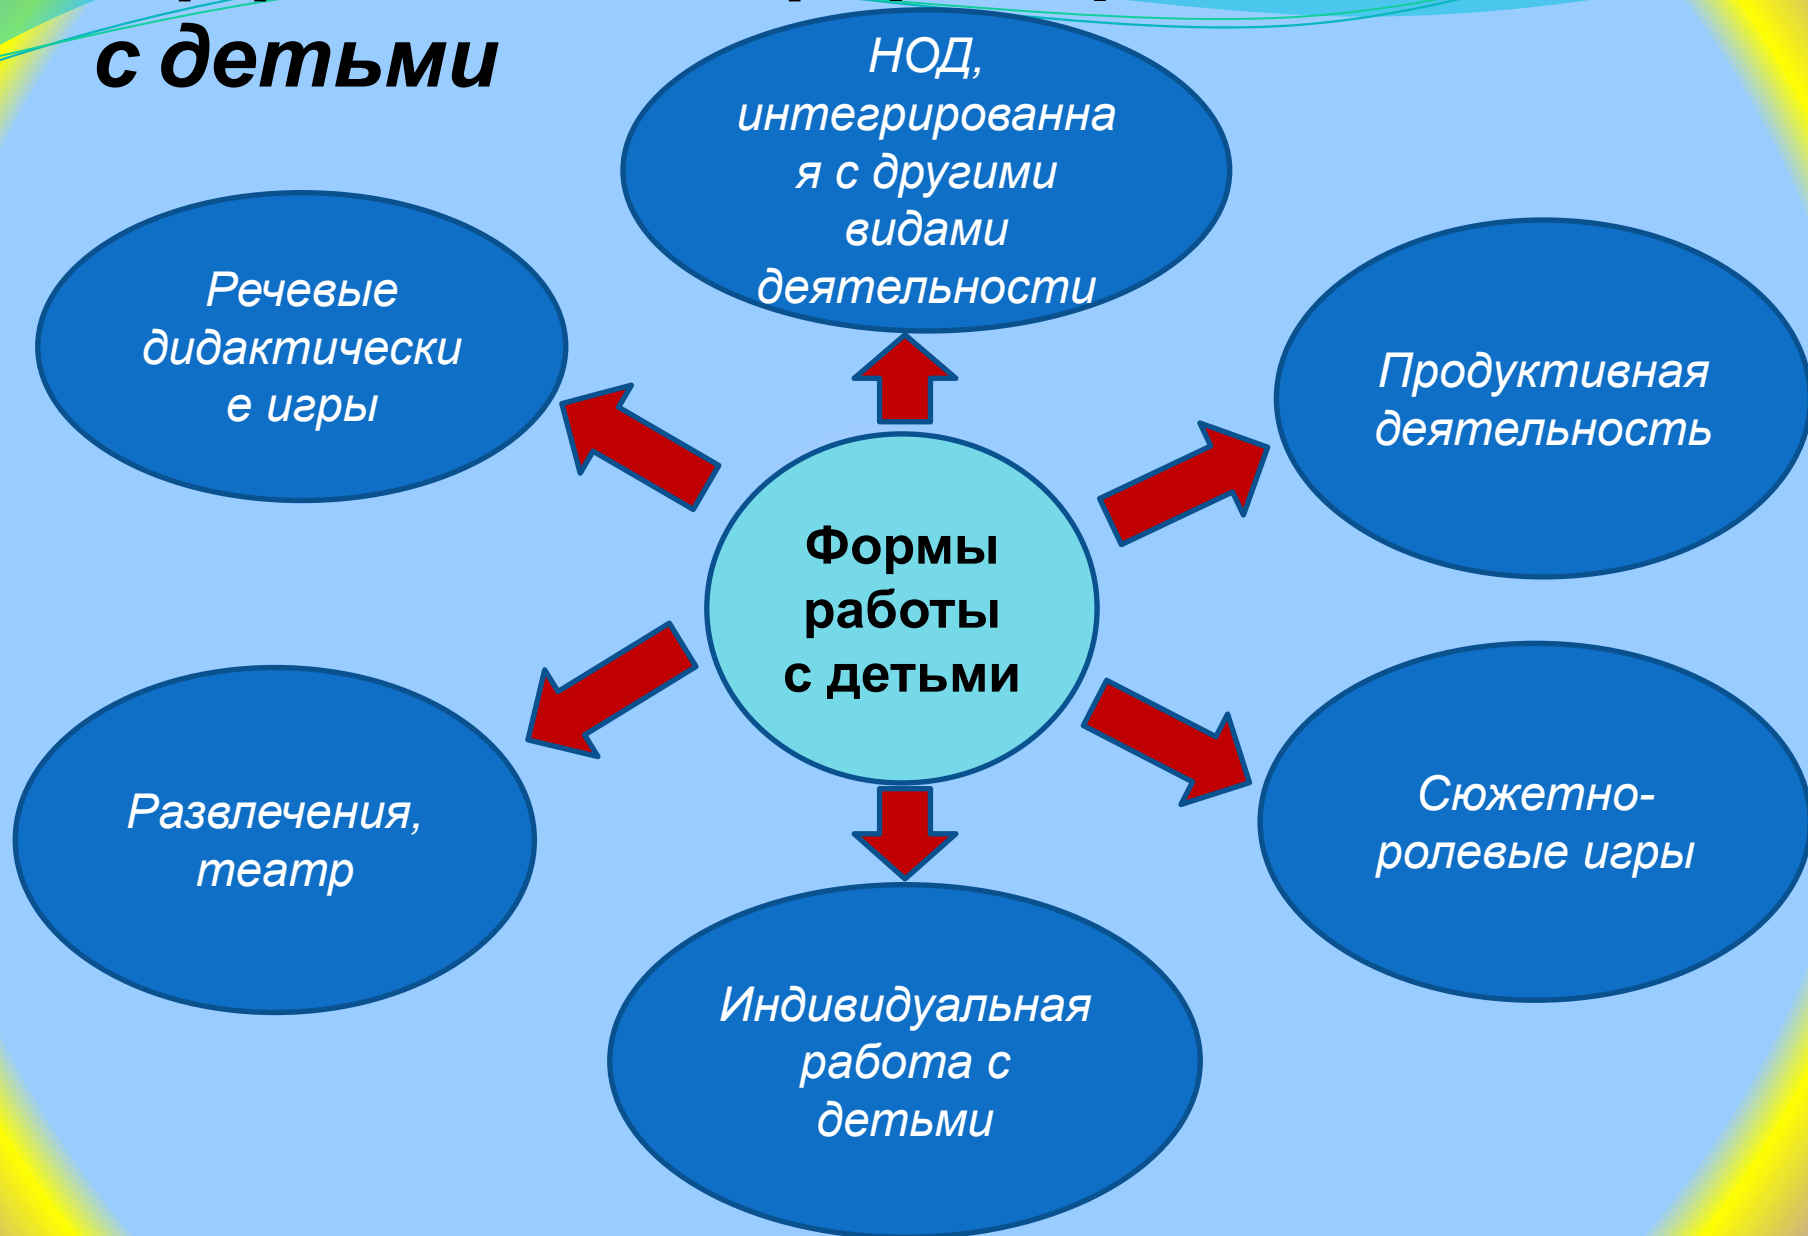 с детьми
НОД,
интегрированна
я с другими
видами
деятельности
Речевые
дидактически
е игры
Продуктивная
деятельность
Формы
работы
с детьми
Развлечения,
театр
Сюжетно-
ролевые игры
Индивидуальная
работа с
детьми